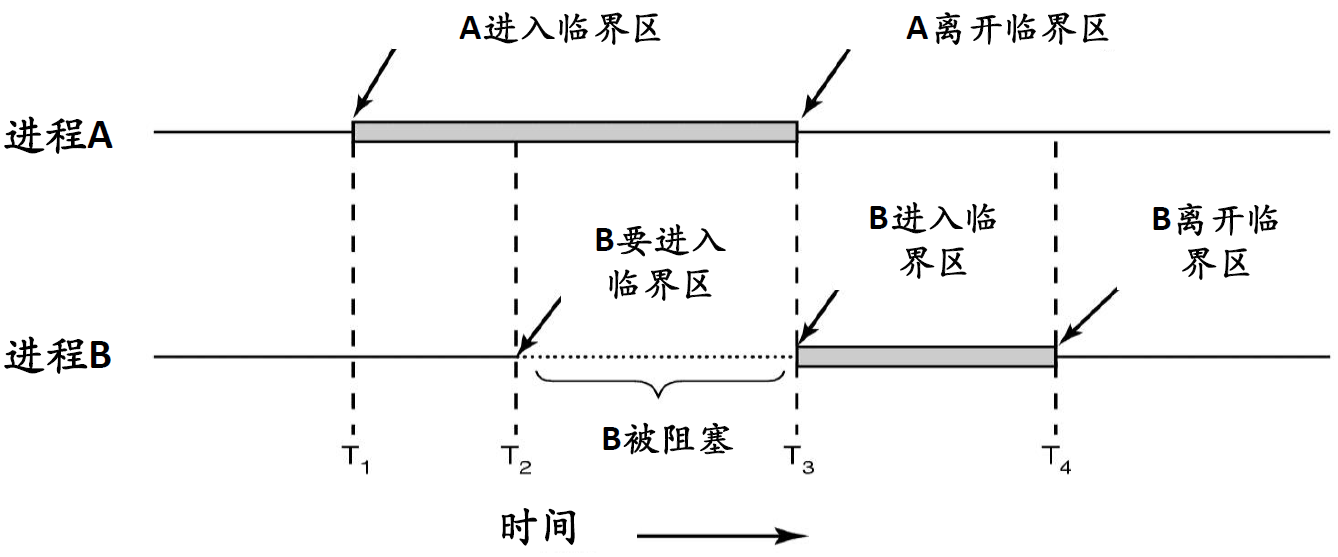 A进入临界区
A离开临界区
进程A
B要进入
临界区
B进入临
界区
B离开临
界区
进程B
B被阻塞
T1
T2
T3
T4
时间